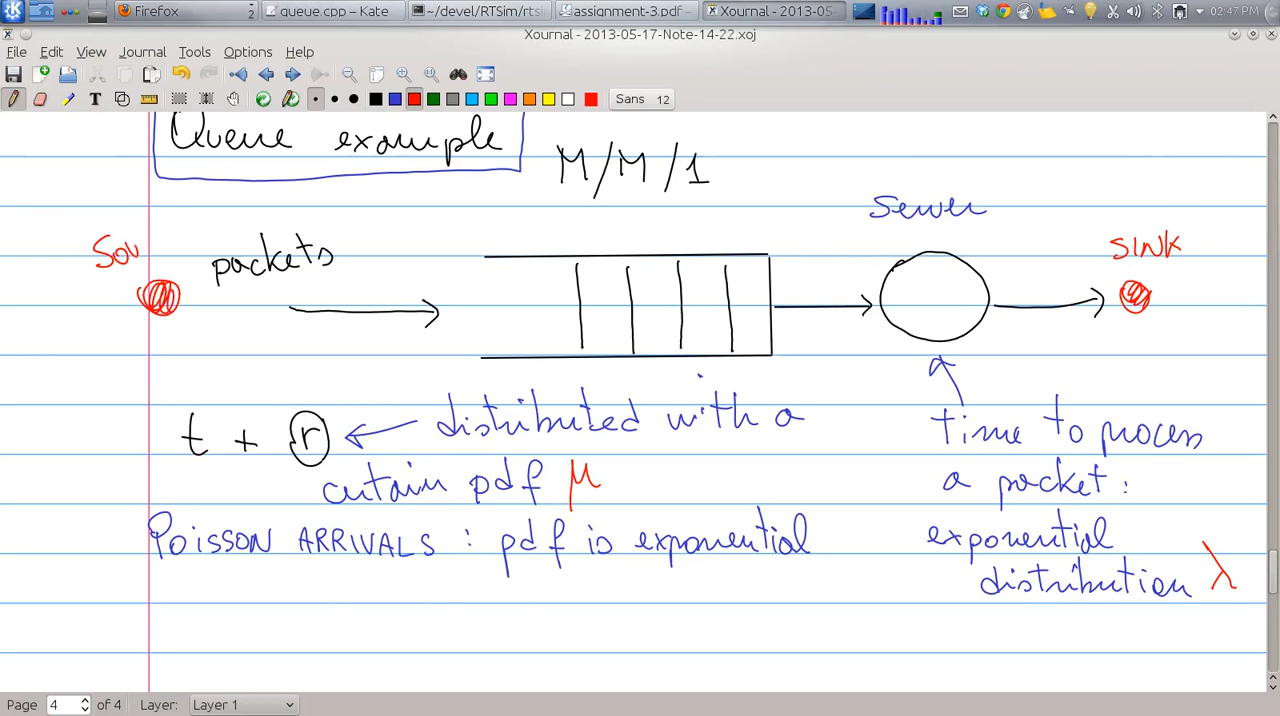 Firefox
queue.cpp – Kate
~/devel/RTSim/rts
assignment-3.pdf –
Xournal - 2013-05-
02:47 PM
Xournal - 2013-05-17-Note-14-22.xoj
File Edit View Journal Tools Options Help
Sans 12
Queue example
M/M/1
Server
Sou
packets
SINK
t + r ← distributed with a
certain pdf μ
Poisson ARRIVALS : pdf is exponential
time to process
a packet :
exponential
distribution λ
Page 4 of 4 Layer: Layer 1